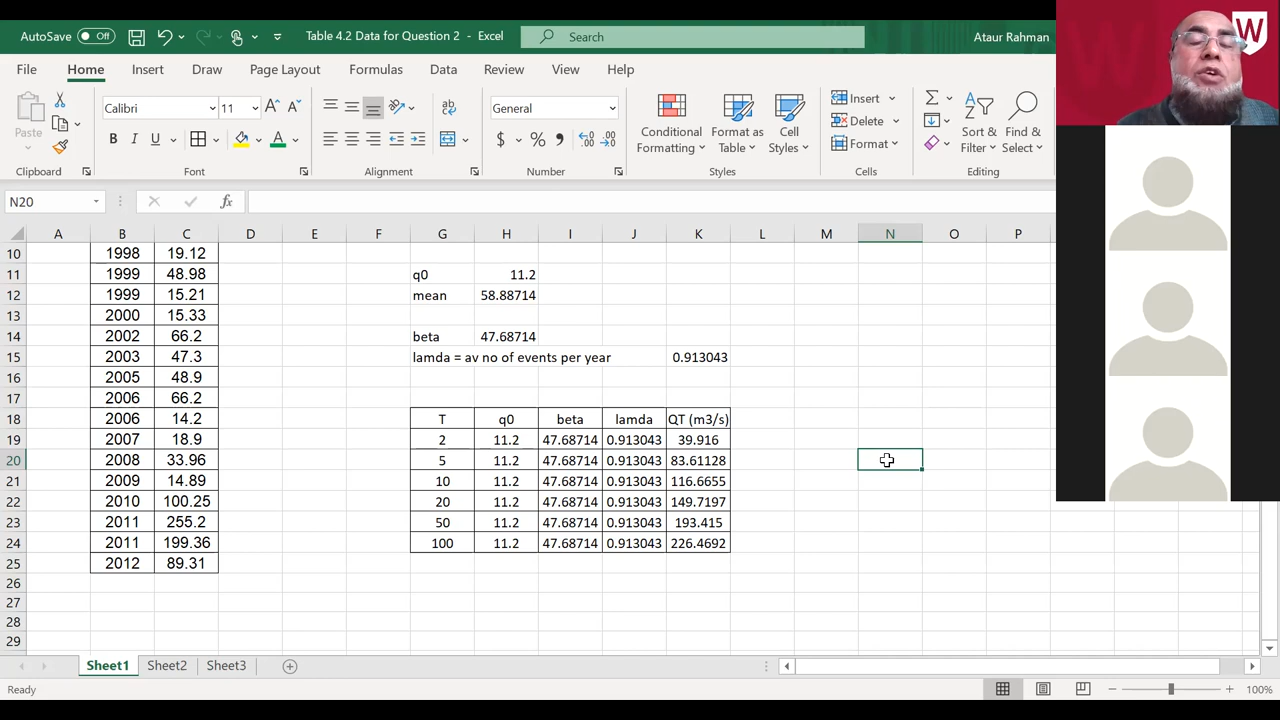 AutoSave Off Table 4.2 Data for Question 2 - Excel Search Ataur Rahman W
File Home Insert Draw Page Layout Formulas Data Review View Help
Paste Calibri 11 A^ Aˇ ab General Conditional Formatting Format as Table Cell Styles Insert Delete Format Sort & Filter Find & Select
B I U A $ % 9
Clipboard Font Alignment Number Styles Cells Editing
N20 fx
A B C D E F G H I J K L M N O P
10 1998 19.12
11 1999 48.98 q0 11.2
12 1999 15.21 mean 58.88714
13 2000 15.33
14 2002 66.2 beta 47.68714
15 2003 47.3 lamda = av no of events per year 0.913043
16 2005 48.9
17 2006 66.2
18 2006 14.2 T q0 beta lamda QT (m3/s)
19 2007 18.9 2 11.2 47.68714 0.913043 39.916
20 2008 33.96 5 11.2 47.68714 0.913043 83.61128
21 2009 14.89 10 11.2 47.68714 0.913043 116.6655
22 2010 100.25 20 11.2 47.68714 0.913043 149.7197
23 2011 255.2 50 11.2 47.68714 0.913043 193.415
24 2011 199.36 100 11.2 47.68714 0.913043 226.4692
25 2012 89.31
26
27
28
29
Sheet1 Sheet2 Sheet3
Ready 100%